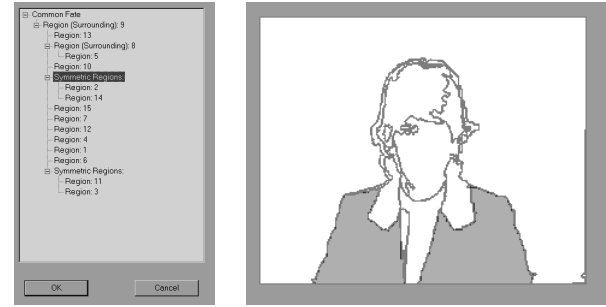 Common Fate
Region (Surrounding): 9
Region: 13
Region (Surrounding): 8
Region: 5
Region: 10
Symmetric Regions:
Region: 2
Region: 14
Region: 15
Region: 7
Region: 12
Region: 4
Region: 1
Region: 6
Symmetric Regions:
Region: 11
Region: 3
OK
Cancel